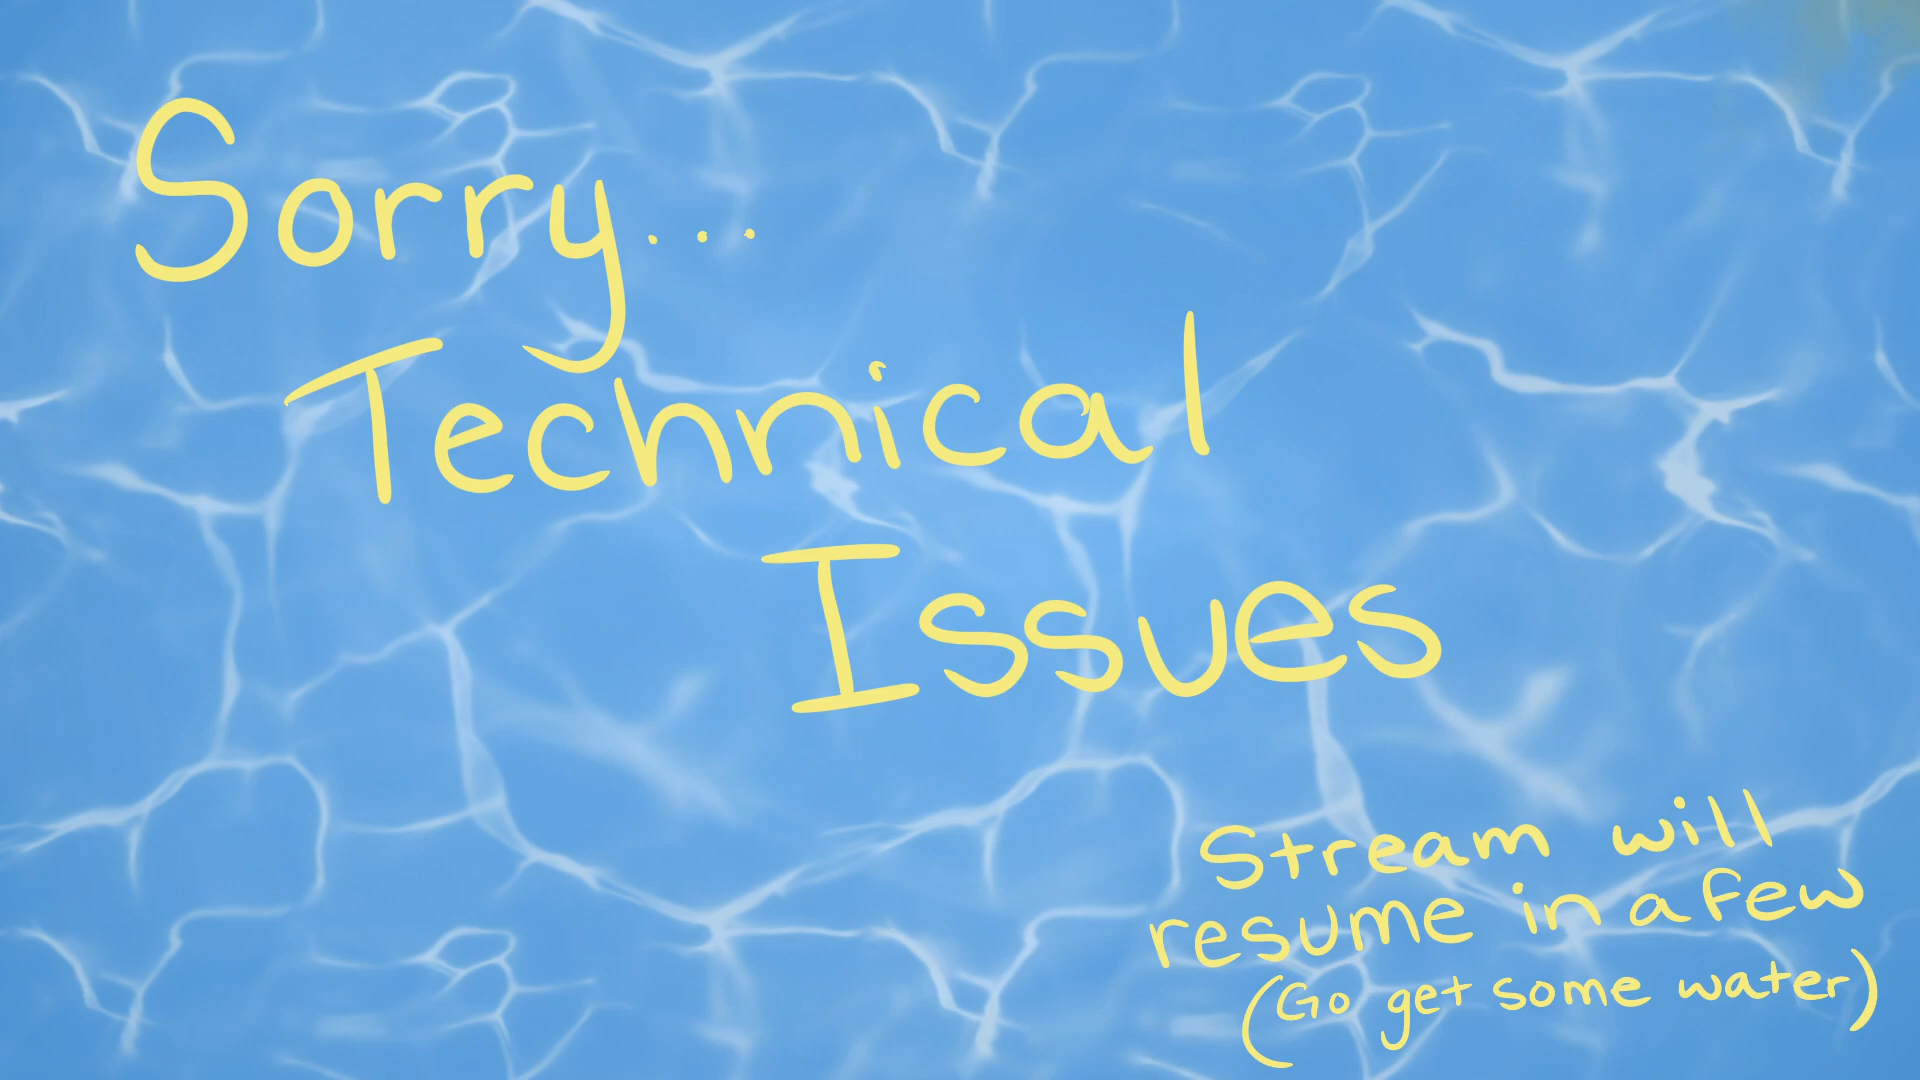 Sorry...
Technical
Issues
Stream will
resume in a few
(Go get some water)